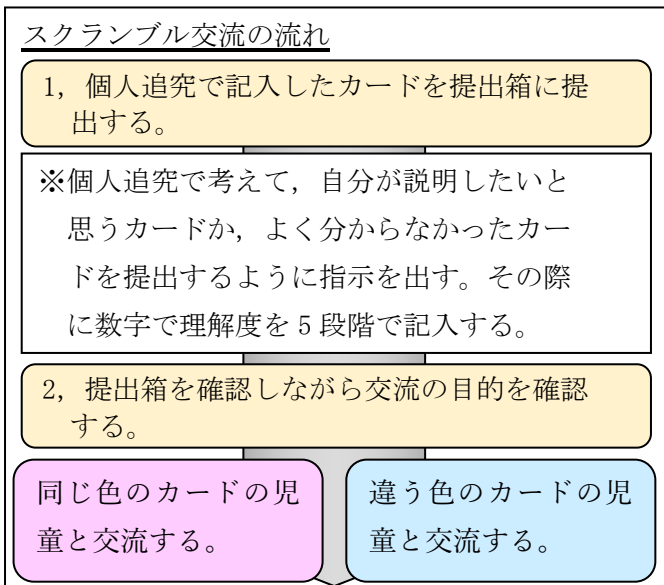 スクランブル交流の流れ
1, 個人追究で記入したカードを提出箱に提
出する。
※個人追究で考えて, 自分が説明したいと
思うカードか, よく分からなかったカー
ドを提出するように指示を出す。その際
に数字で理解度を5段階で記入する。
2, 提出箱を確認しながら交流の目的を確認
する。
同じ色のカードの児
童と交流する。
違う色のカードの児
童と交流する。